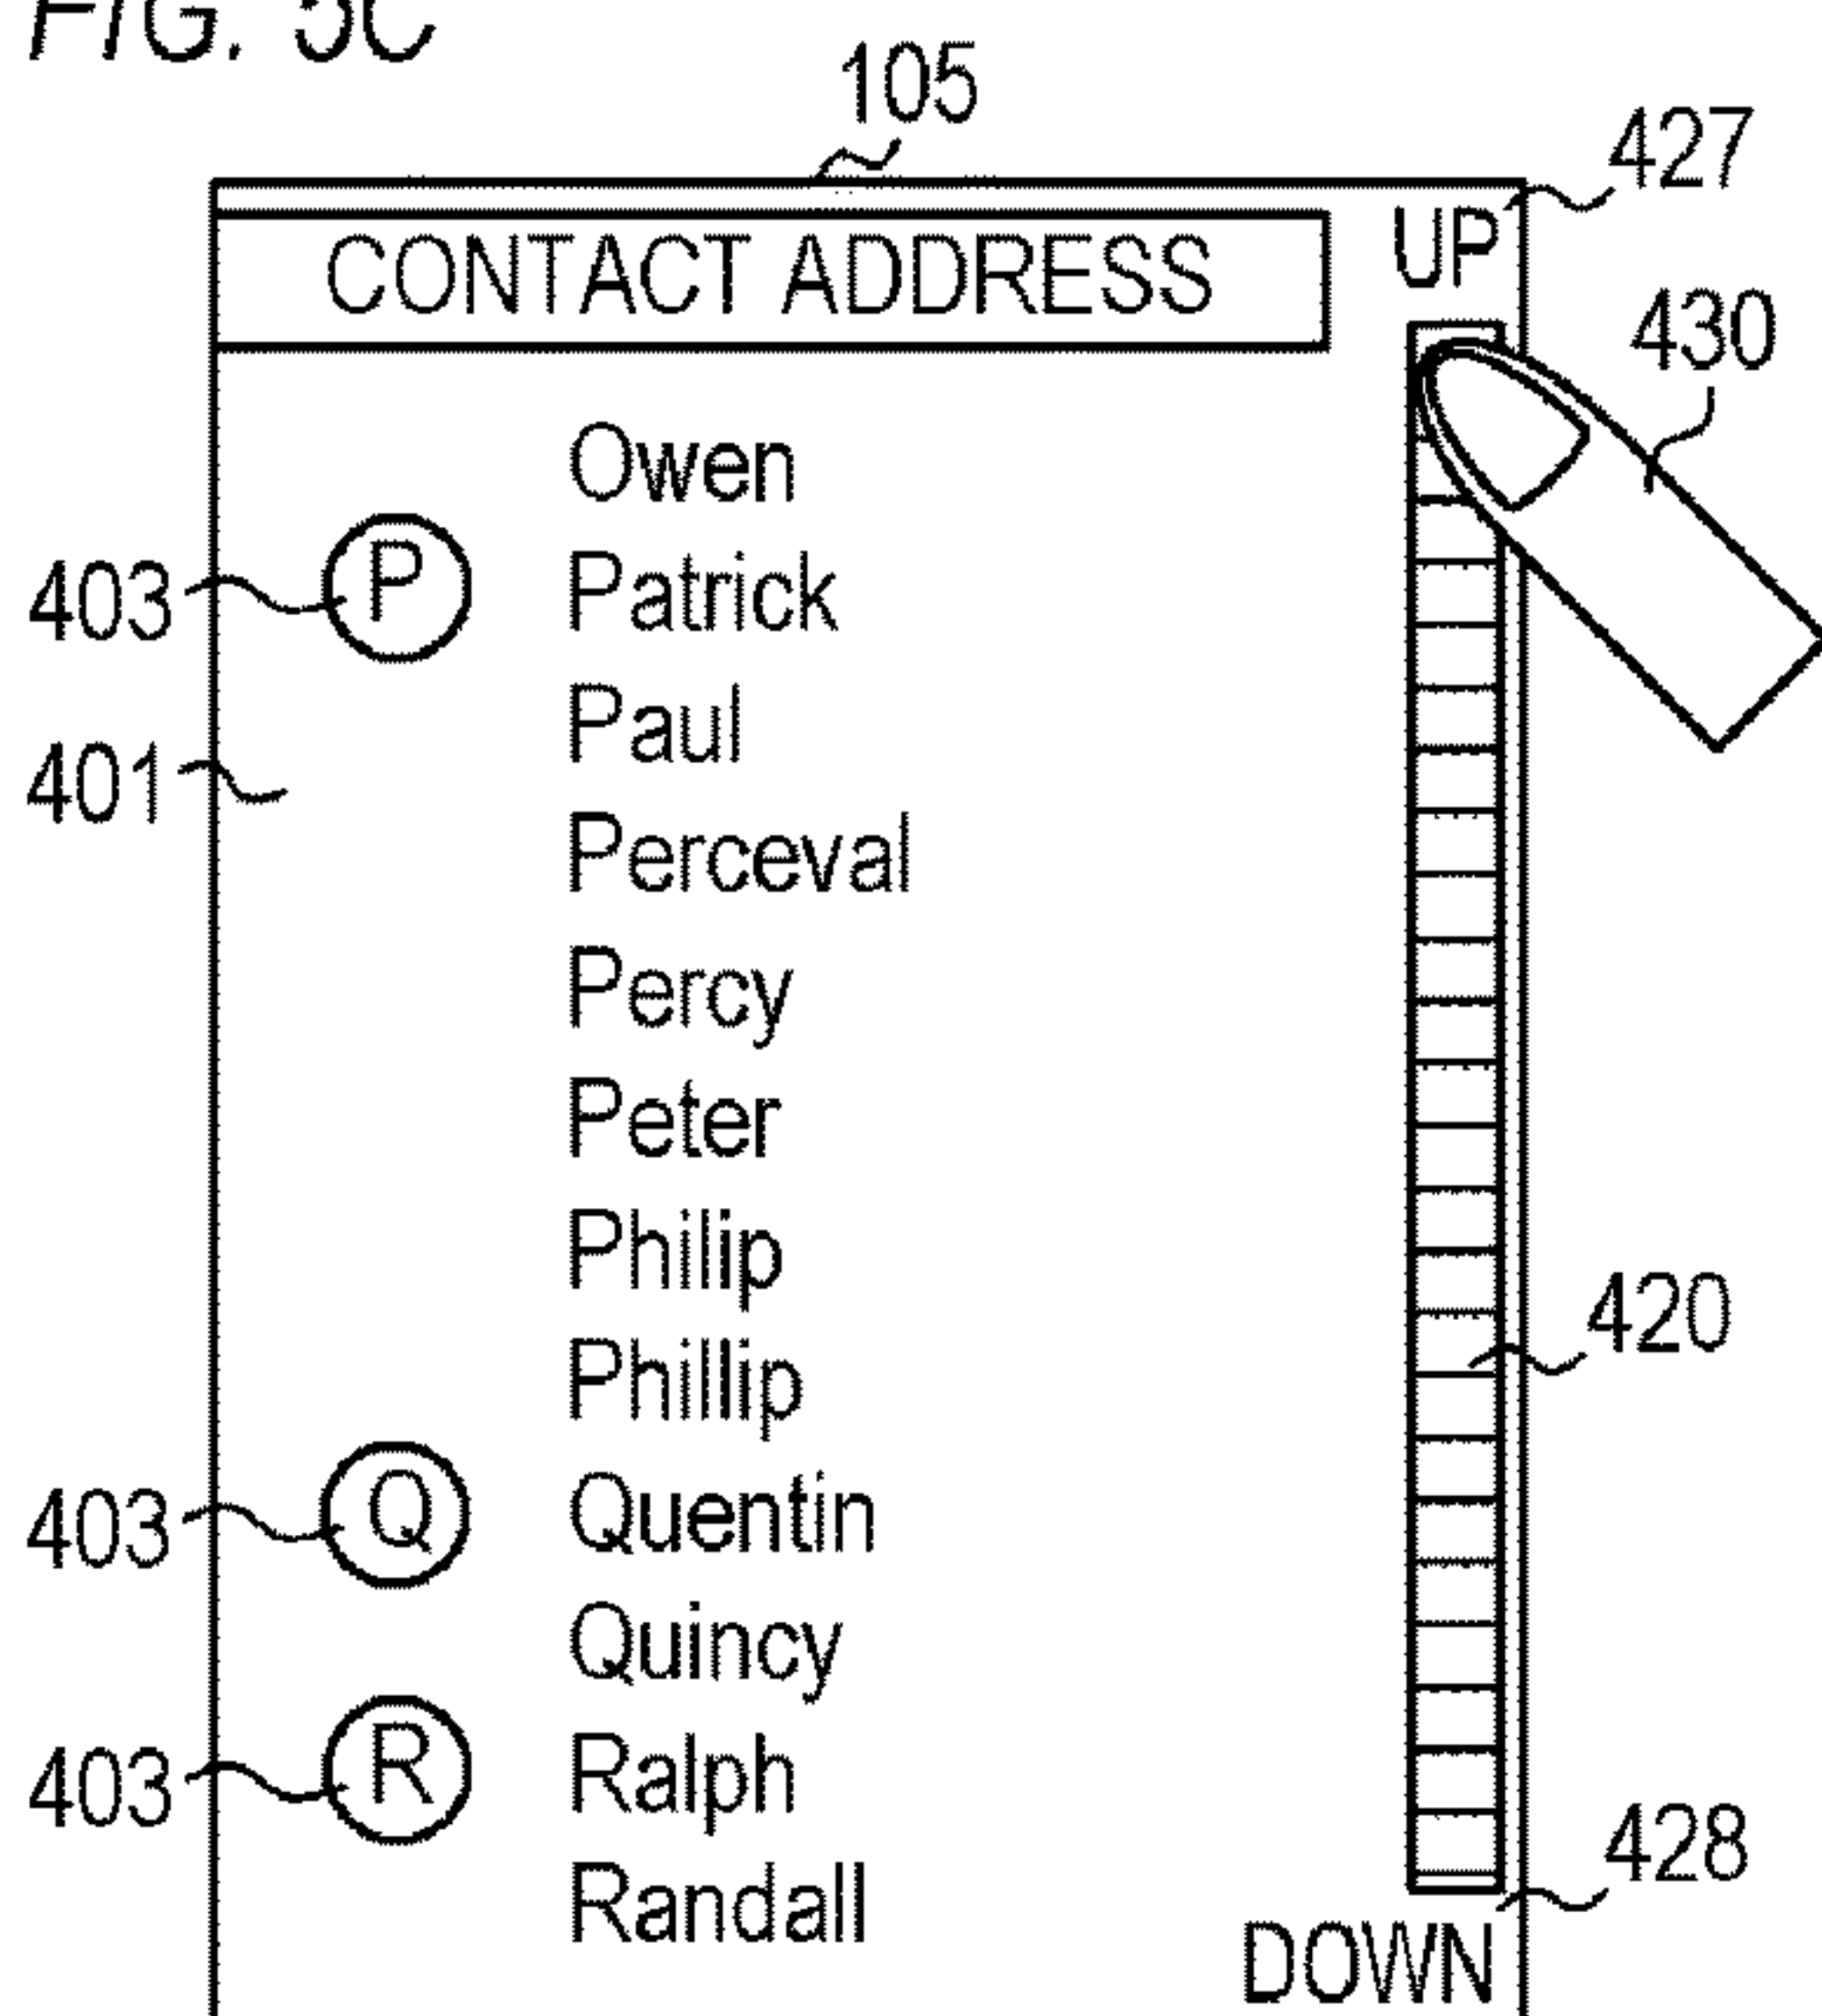 FIG. 5C
105
427
CONTACT ADDRESS UP
430
Owen
403 P Patrick
401
Paul
Perceval
Percy
Peter
Philip
420
Phillip
403 Q Quentin
Quincy
403 R Ralph
428
Randall
DOWN